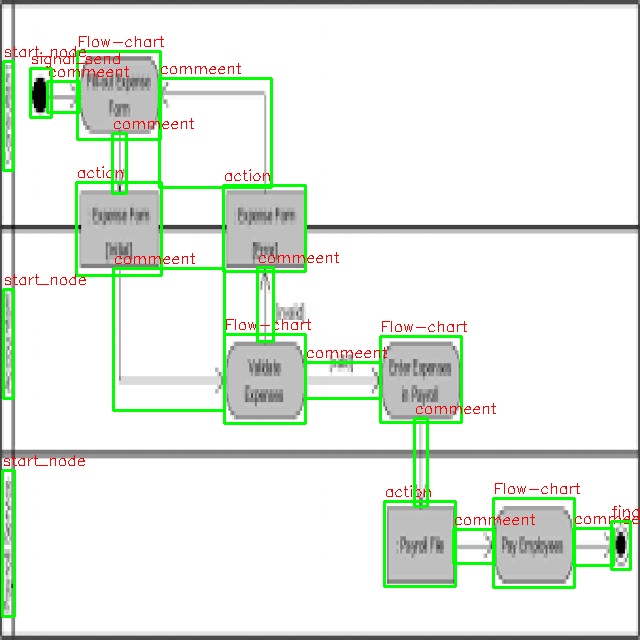 Flow-chart
start_node
signal_send
commeent
commeent
Fill-out Expense
Form
commeent
action
action
: Expense Form
[Initial]
: Expense Form
[Error]
commeent
commeent
start_node
[invalid]
Flow-chart
Flow-chart
commeent
Validate
Expenses
[valid]
Enter Expenses
in Payroll
commeent
start_node
action
Flow-chart
commeent
commee
: Payroll File
Pay Employees